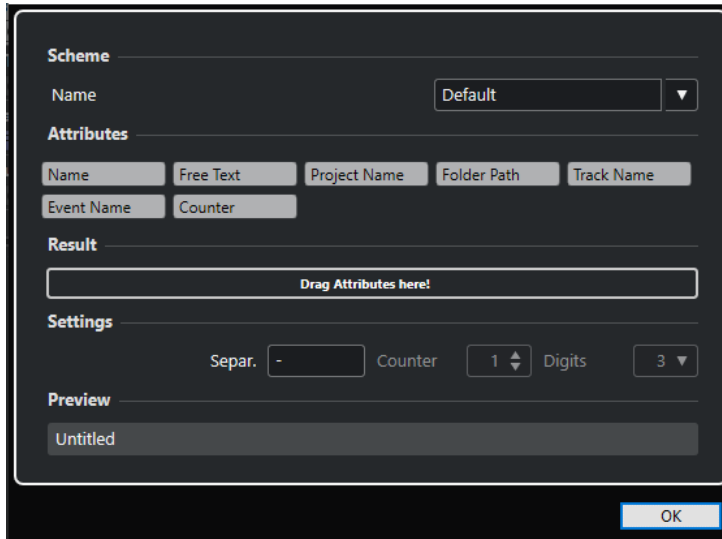 Scheme
Name Default
Attributes
Name Free Text Project Name Folder Path Track Name
Event Name Counter
Result
Drag Attributes here!
Settings
Separ. - Counter 1 Digits 3
Preview
Untitled
OK